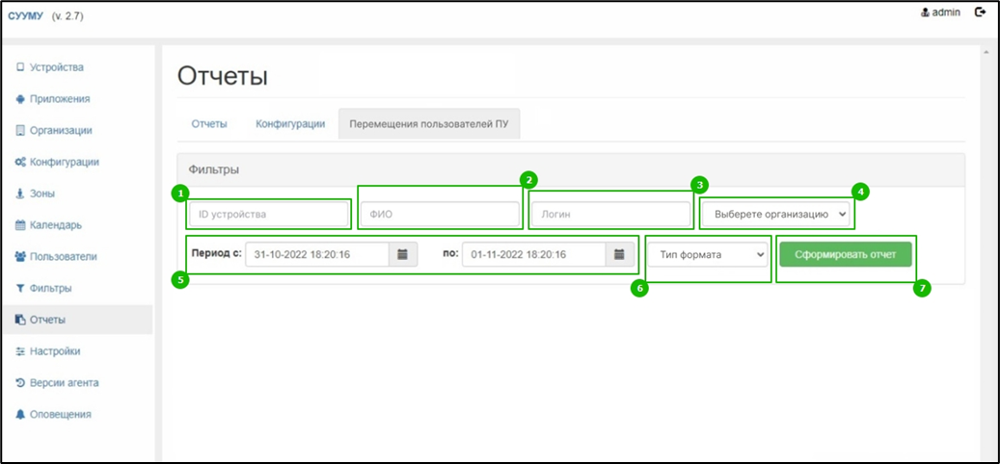 СУУМУ (v. 2.7)
admin
Устройства
Приложения
Организации
Конфигурации
Зоны
Календарь
Пользователи
Фильтры
Отчеты
Настройки
Версии агента
Оповещения
Отчеты
Отчеты Конфигурации Перемещения пользователей ПУ
Фильтры
1 2 3 4
ID устройства ФИО Логин Выберете организацию
Период с: 31-10-2022 18:20:16 по: 01-11-2022 18:20:16 Тип формата Сформировать отчет
5 6 7